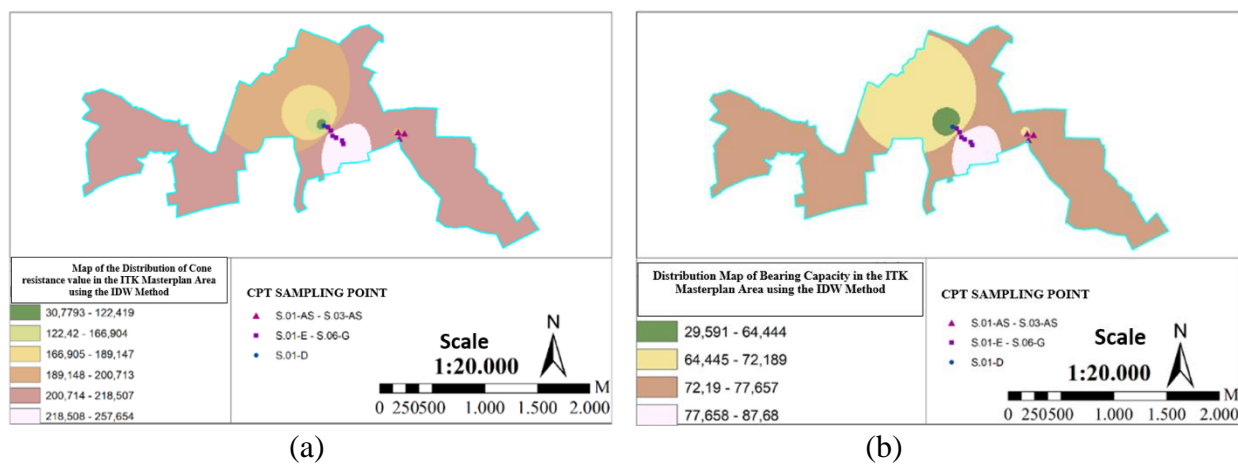 Map of the Distribution of Cone
resistance value in the ITK Masterplan Area
using the IDW Method
30,7793 - 122,419
122,42 - 166,904
166,905 - 189,147
189,148 - 200,713
200,714 - 218,507
218,508 - 257,654
CPT SAMPLING POINT
S.01-AS - S.03-AS
S.01-E - S.06-G
S.01-D
Scale
1:20.000
N
M
0 250500 1.000 1.500 2.000
(a)
Distribution Map of Bearing Capacity in the ITK
Masterplan Area using the IDW Method
29,591 - 64,444
64,445 - 72,189
72,19 - 77,657
77,658 - 87,68
CPT SAMPLING POINT
S.01-AS - S.03-AS
S.01-E - S.06-G
S.01-D
Scale
1:20.000
N
M
0 250500 1.000 1.500 2.000
(b)